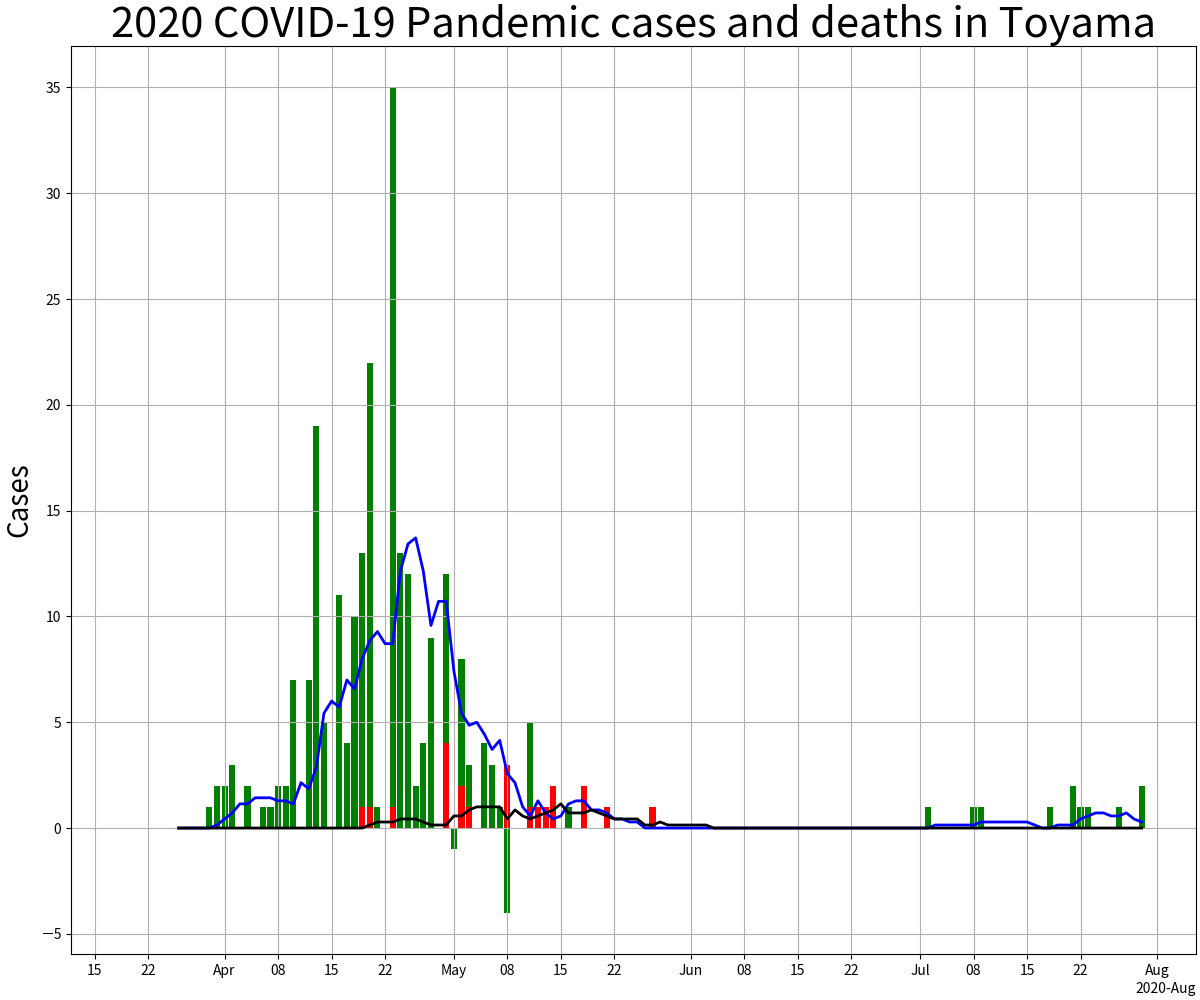 2020 COVID-19 Pandemic cases and deaths in Toyama
Cases
35
30
25
20
15
10
5
0
−5
15 22 Apr 08 15 22 May 08 15 22 Jun 08 15 22 Jul 08 15 22 Aug
2020-Aug